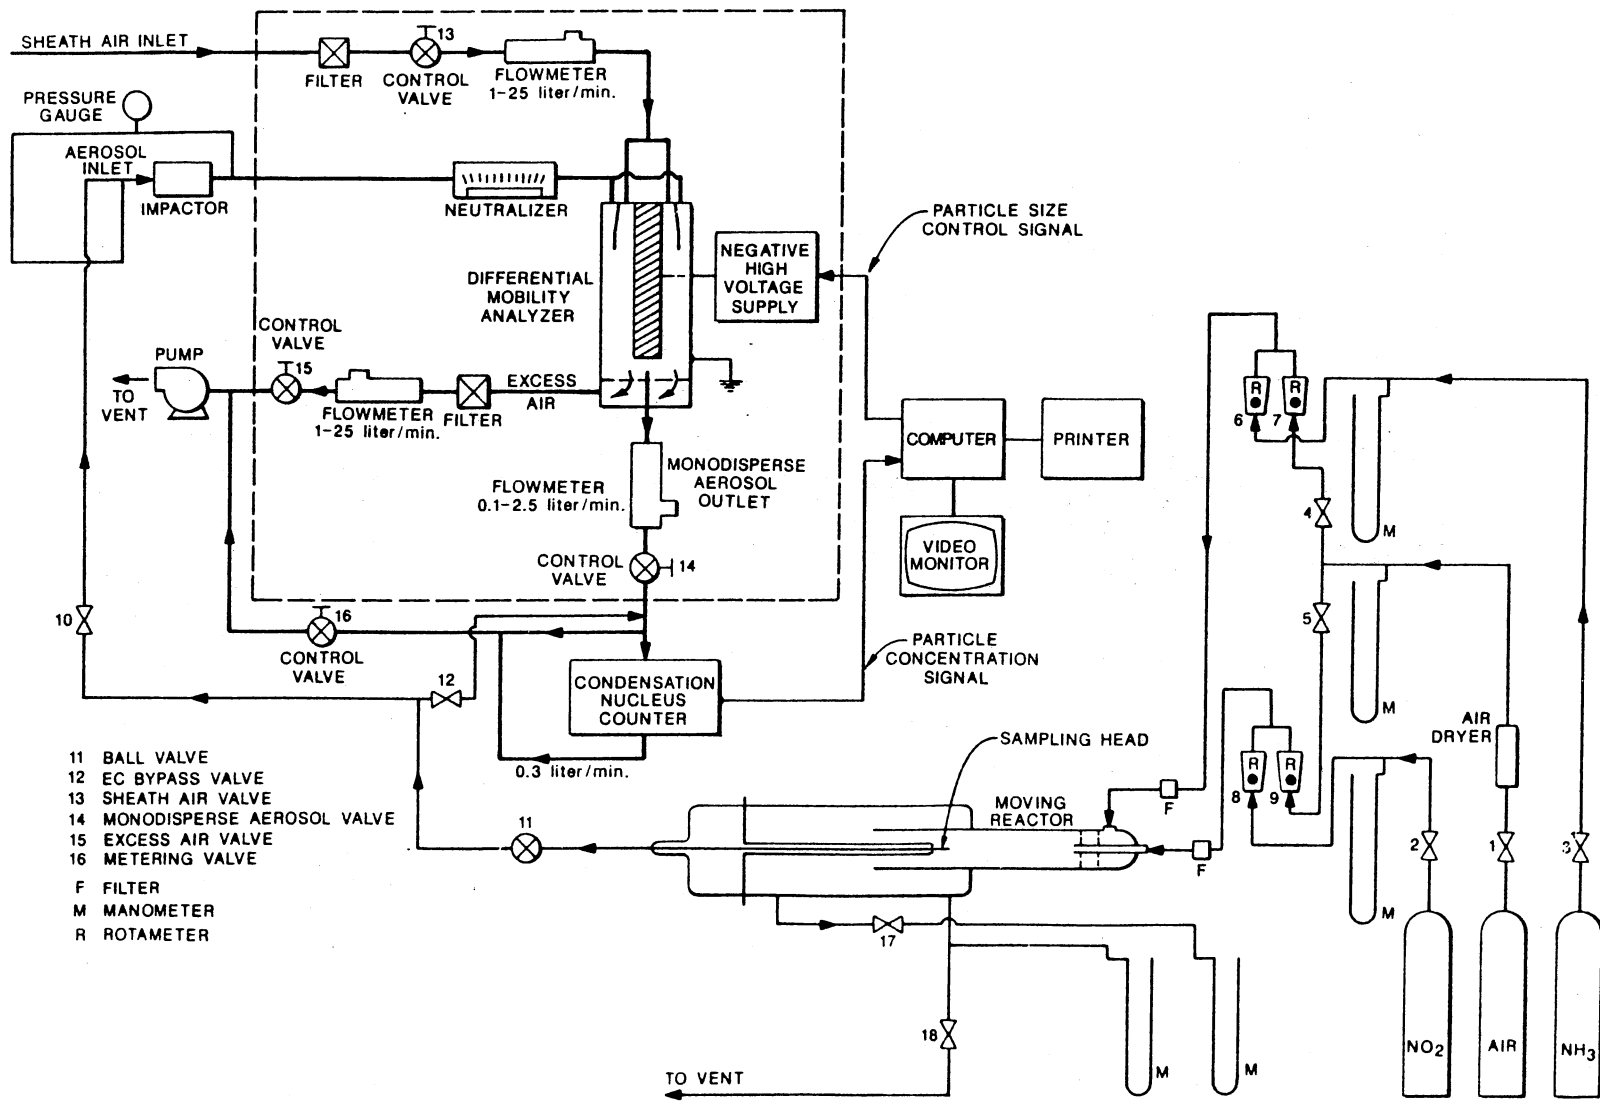 SHEATH AIR INLET
13
FILTER
CONTROL
VALVE
FLOWMETER
1-25 liter/min.
PRESSURE
GAUGE
AEROSOL
INLET
IMPACTOR
NEUTRALIZER
PARTICLE SIZE
CONTROL SIGNAL
NEGATIVE
HIGH
VOLTAGE
SUPPLY
DIFFERENTIAL
MOBILITY
ANALYZER
CONTROL
VALVE
15
PUMP
TO
VENT
FLOWMETER
1-25 liter/min.
FILTER
EXCESS
AIR
R
R
6
7
COMPUTER
PRINTER
MONODISPERSE
AEROSOL
OUTLET
FLOWMETER
0.1-2.5 liter/min.
4
M
VIDEO
MONITOR
CONTROL
VALVE
14
10
16
CONTROL
VALVE
5
PARTICLE
CONCENTRATION
SIGNAL
12
CONDENSATION
NUCLEUS
COUNTER
M
AIR
DRYER
0.3 liter/min.
SAMPLING HEAD
R
R
8
9
MOVING
REACTOR
F
11
F
2
1
3
M
11 BALL VALVE
12 EC BYPASS VALVE
13 SHEATH AIR VALVE
14 MONODISPERSE AEROSOL VALVE
15 EXCESS AIR VALVE
16 METERING VALVE
F FILTER
M MANOMETER
R ROTAMETER
17
18
NO2
AIR
NH3
M
M
TO VENT